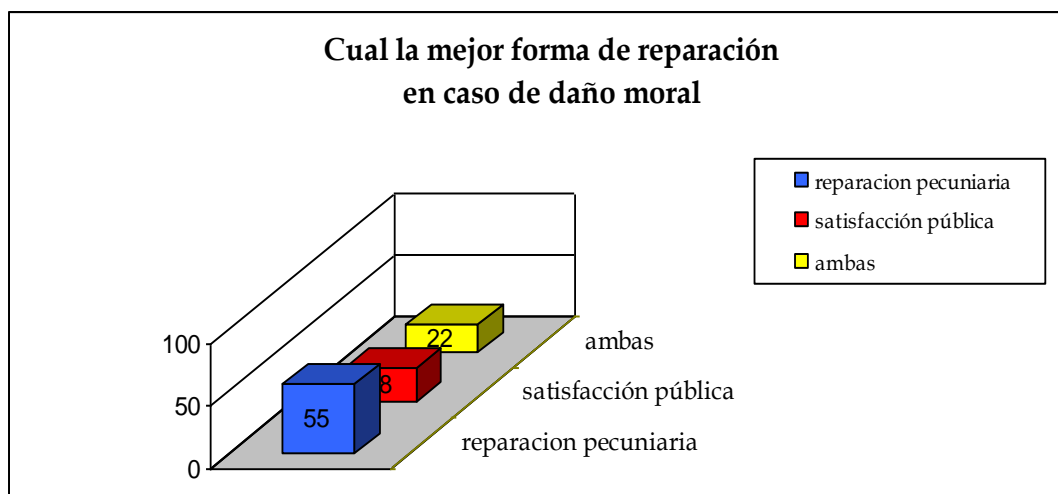 Cual la mejor forma de reparación
en caso de daño moral
reparacion pecuniaria
satisfacción pública
ambas
100
50
0
55
8
22
ambas
satisfacción pública
reparacion pecuniaria